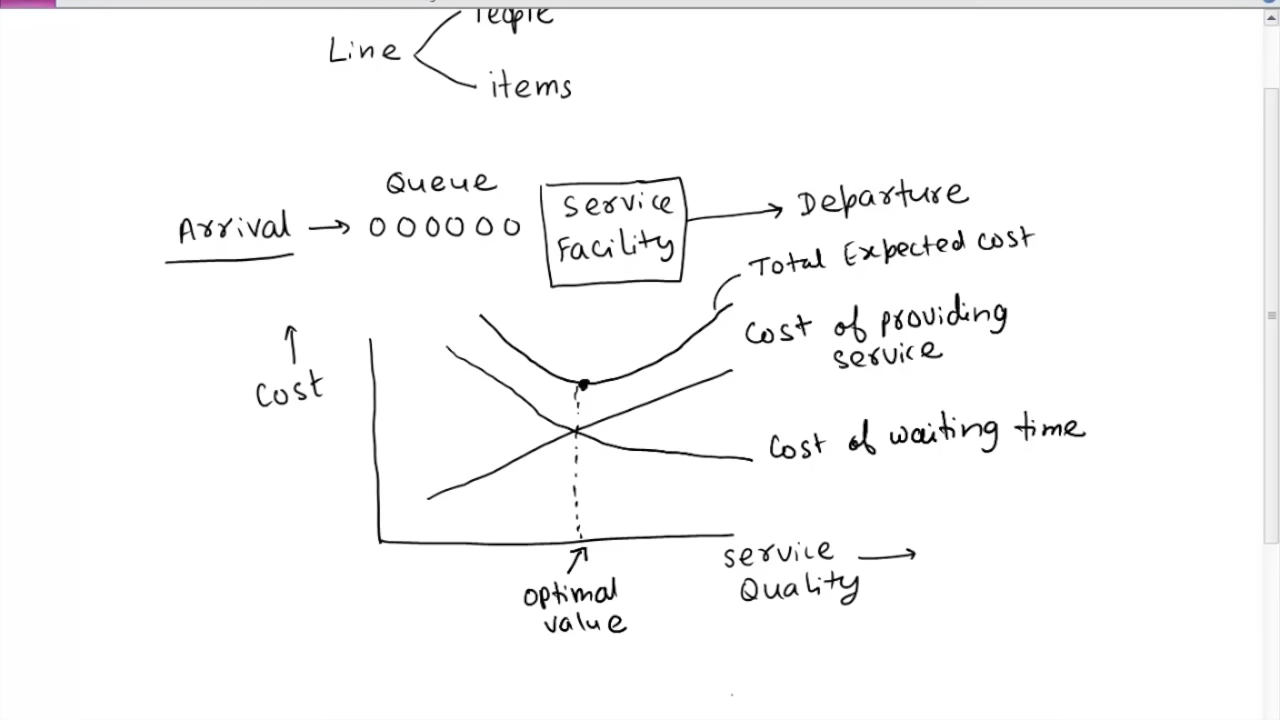 People
Line
items
Queue
Arrival → 000000
Service
Facility
Departure
Total Expected cost
Cost of providing
service
Cost
Cost of waiting time
service
Quality
optimal
value